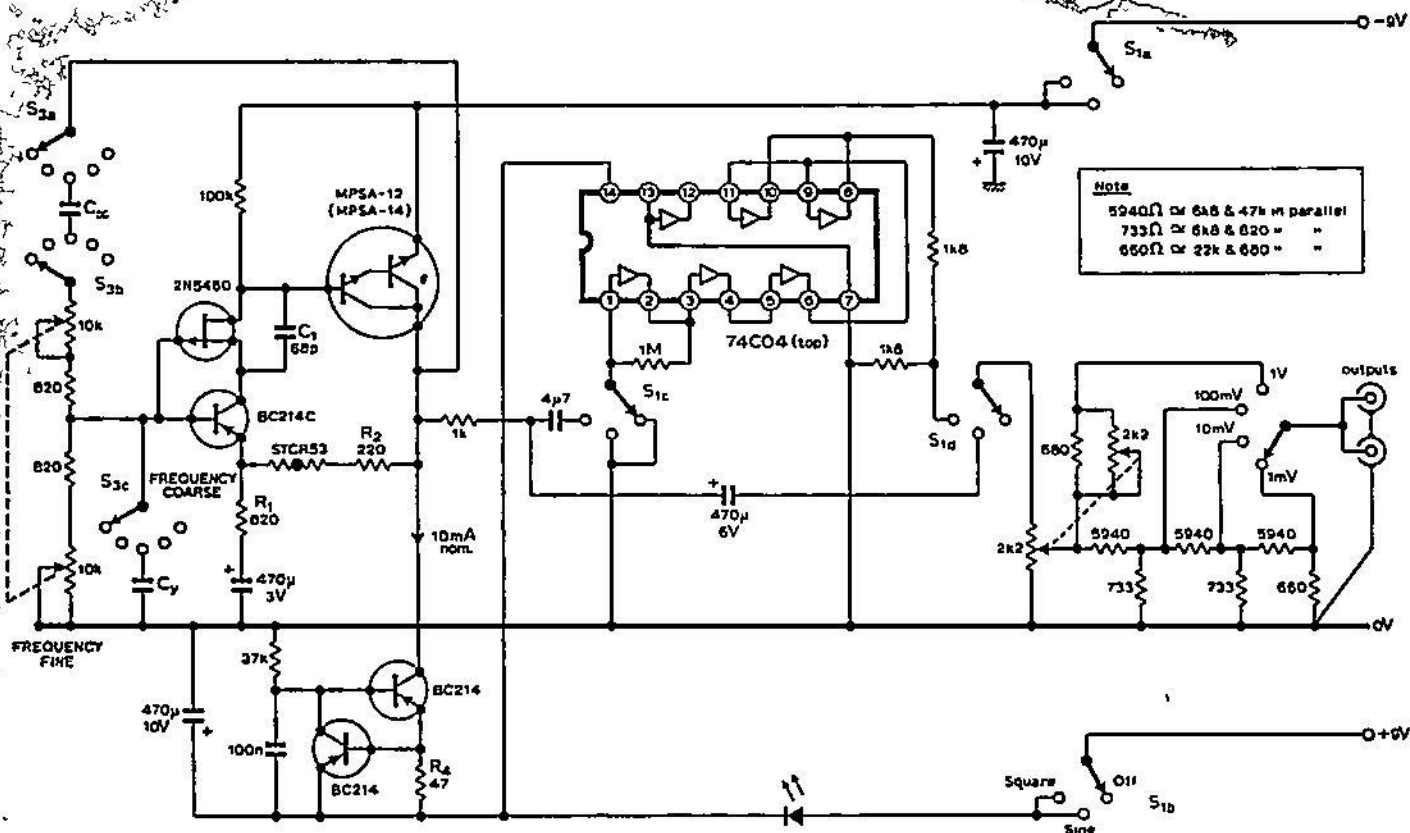 -9V
S1a
S3a
470μ
10V
+
MPSA-12
(MPSA-14)
100k
14 13 12 11 10 9 8
Note
5940Ω ≃ 6k8 & 47k in parallel
733Ω ≃ 6k8 & 820 " "
660Ω ≃ 22k & 680 " "
1k8
S3b
2N5460
1 2 3 4 5 6 7
10k
C1
68p
74C04 (top)
1M
1k8
1V
outputs
820
S1c
100mV
BC214C
4μ7
10mV
2k2
680
S1d
STCR53
R2
220
1k
1mV
820
S3c
FREQUENCY
COARSE
R1
820
+
470μ
6V
10mA
nom.
2k2
5940
5940
5940
10k
Cy
+
470μ
3V
733
733
660
0V
FREQUENCY
FINE
37k
BC214
470μ
10V
+
+9V
100n
R4
47
BC214
Square
Off
S1b
Sine